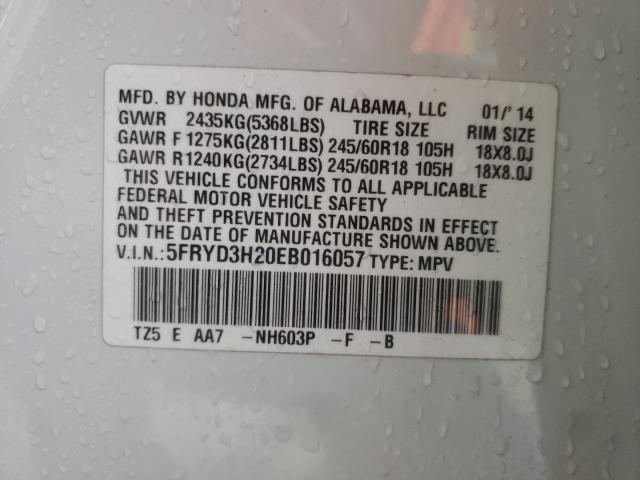 MFD. BY HONDA MFG. OF ALABAMA, LLC 01/'14
GVWR 2435KG(5368LBS) TIRE SIZE RIM SIZE
GAWR F 1275KG(2811LBS) 245/60R18 105H 18X8.0J
GAWR R1240KG(2734LBS) 245/60R18 105H 18X8.0J
THIS VEHICLE CONFORMS TO ALL APPLICABLE
FEDERAL MOTOR VEHICLE SAFETY
AND THEFT PREVENTION STANDARDS IN EFFECT
ON THE DATE OF MANUFACTURE SHOWN ABOVE.
V.I.N.:5FRYD3H20EB016057 TYPE: MPV
TZ5 E AA7 -NH603P -F -B